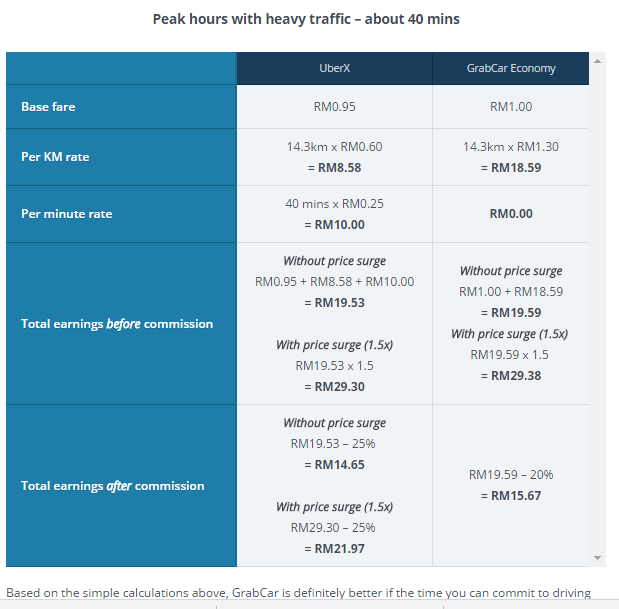 Peak hours with heavy traffic – about 40 mins
UberX
GrabCar Economy
Base fare
RM0.95
RM1.00
Per KM rate
14.3km x RM0.60
= RM8.58
14.3km x RM1.30
= RM18.59
Per minute rate
40 mins x RM0.25
= RM10.00
RM0.00
Total earnings before commission
Without price surge
RM0.95 + RM8.58 + RM10.00
= RM19.53
With price surge (1.5x)
RM19.53 x 1.5
= RM29.30
Without price surge
RM1.00 + RM18.59
= RM19.59
With price surge (1.5x)
RM19.59 x 1.5
= RM29.38
Total earnings after commission
Without price surge
RM19.53 – 25%
= RM14.65
With price surge (1.5x)
RM29.30 – 25%
= RM21.97
RM19.59 – 20%
= RM15.67
Based on the simple calculations above, GrabCar is definitely better if the time you can commit to driving